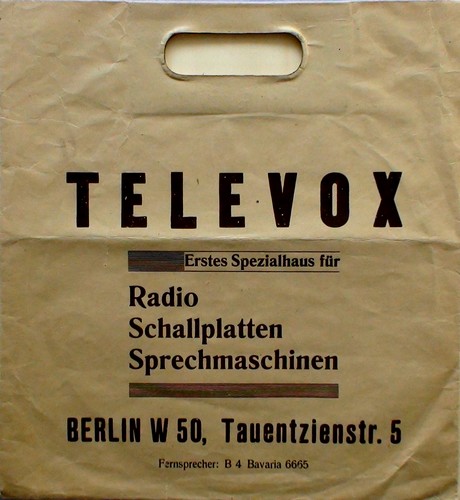 TELEVOX
Erstes Spezialhaus für
Radio
Schallplatten
Sprechmaschinen
BERLIN W 50, Tauentzienstr. 5
Fernsprecher: B 4 Bavaria 6665